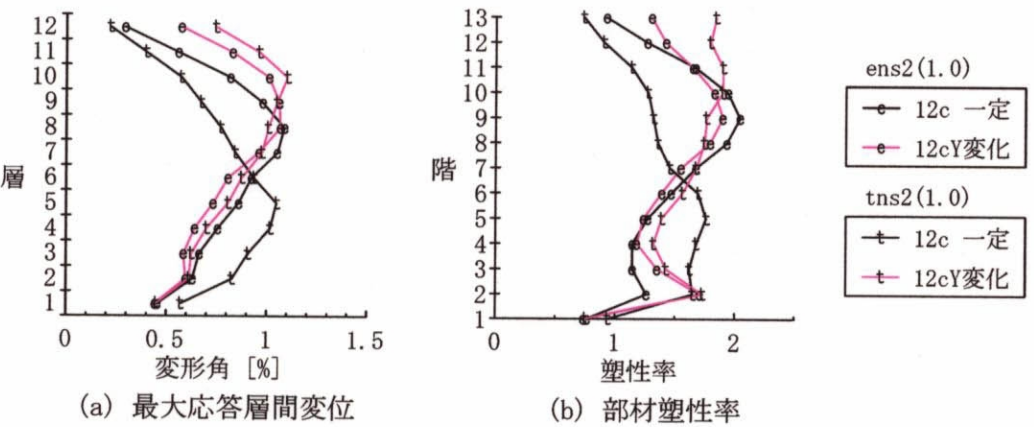 12
11
10
9
8
7
6
5
4
3
2
1
層
0 0.5 1 1.5
変形角 [%]
(a) 最大応答層間変位
13
12
11
10
9
8
7
6
5
4
3
2
1
階
0 1 2
塑性率
(b) 部材塑性率
ens2(1.0)
e 12c 一定
e 12cY変化
tns2(1.0)
t 12c 一定
t 12cY変化